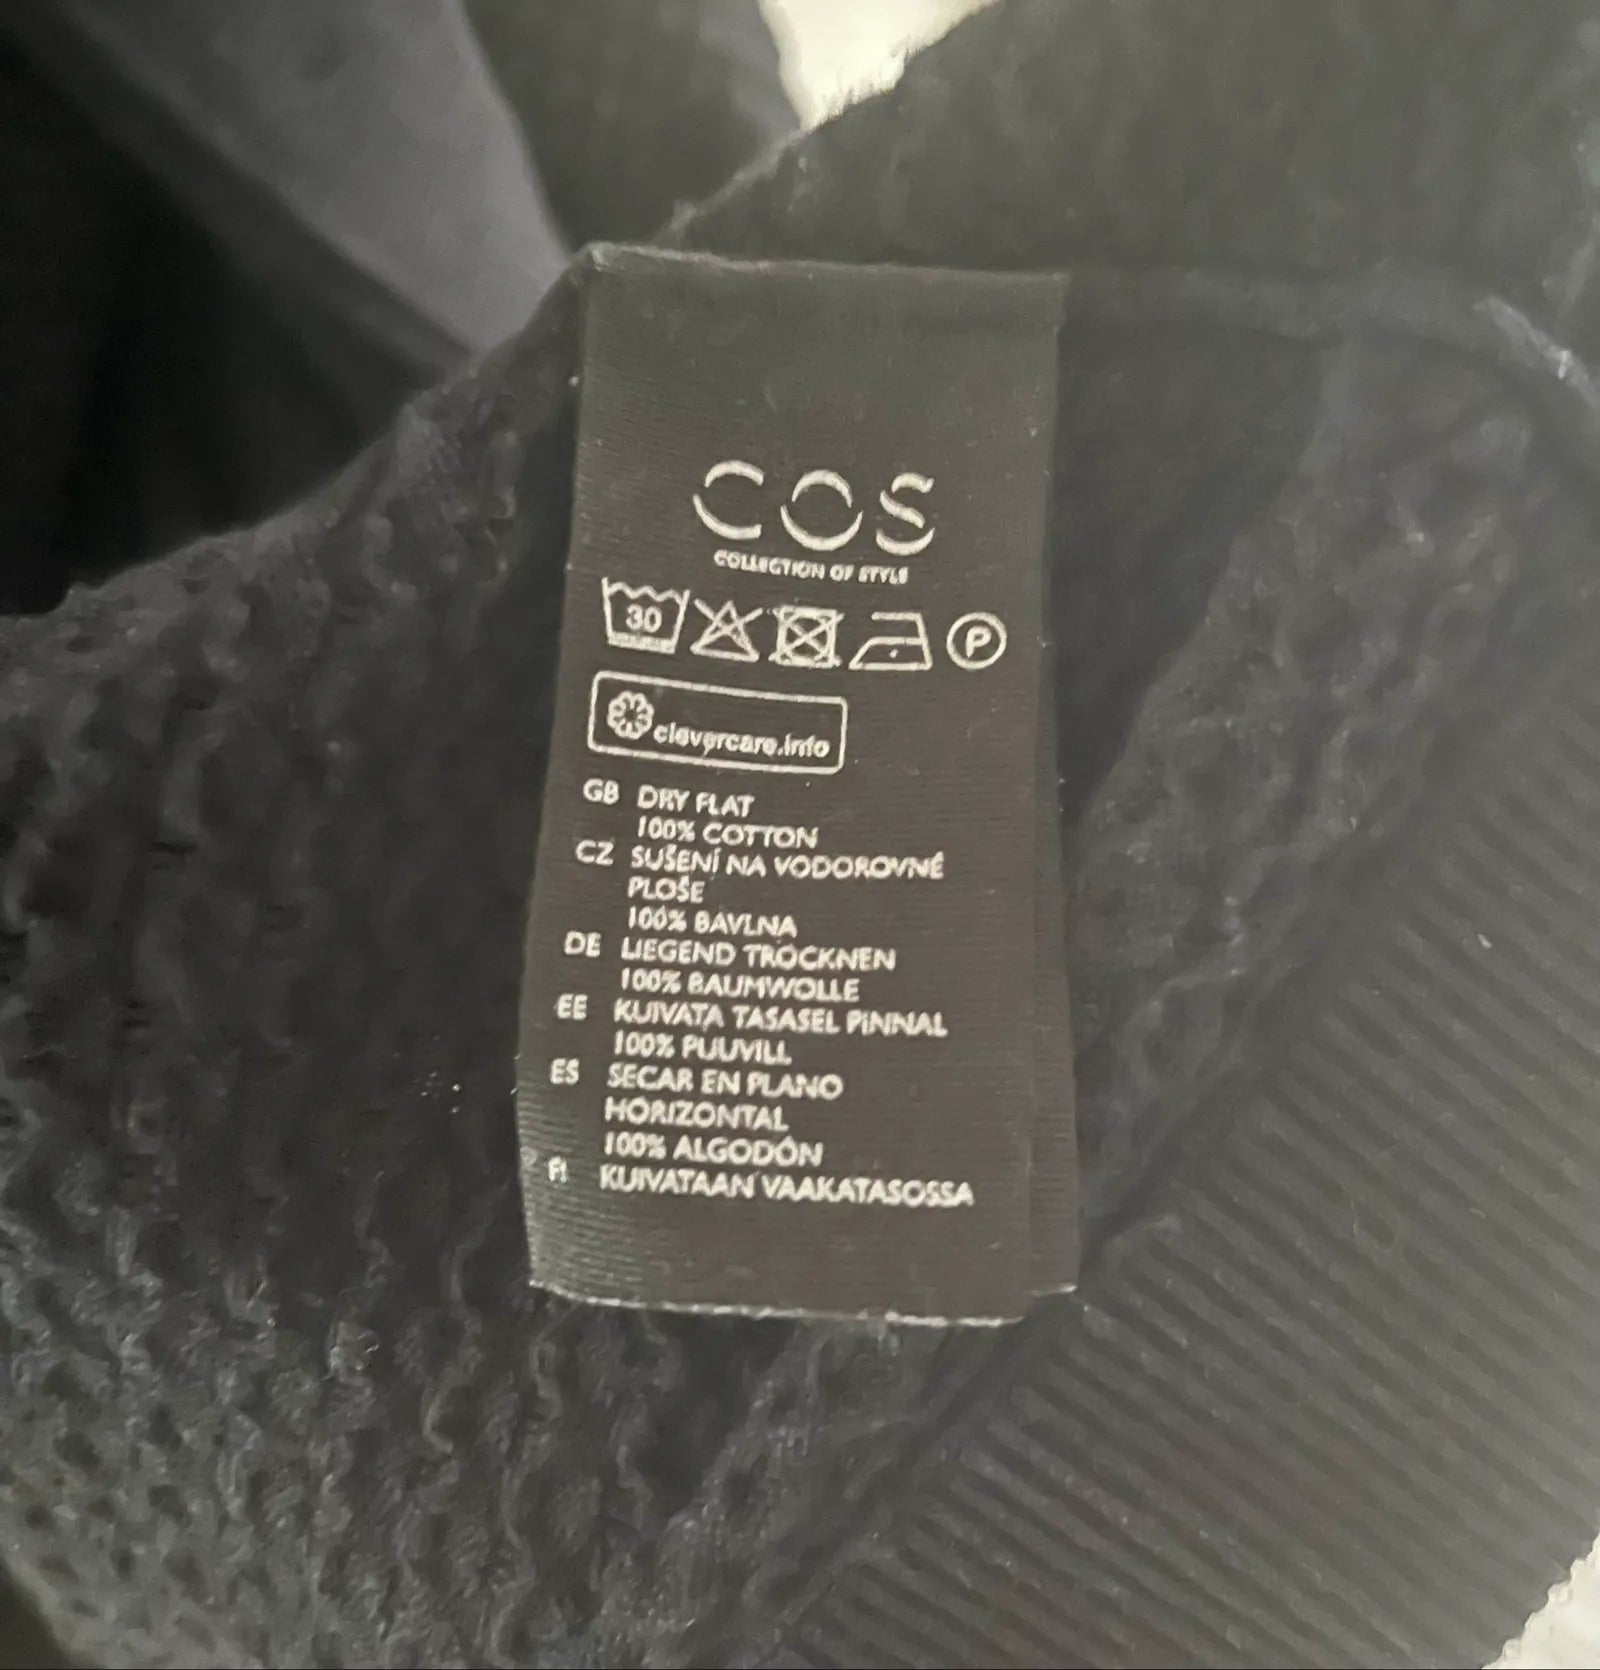 COS
COLLECTION OF STYLE
30 P
clevercare.info
GB DRY FLAT
100% COTTON
CZ SUŠENÍ NA VODOROVNÉ
PLOŠE
100% BAVLNA
DE LIEGEND TROCKNEN
100% BAUMWOLLE
EE KUIVATA TASASEL PINNAL
100% PUUVILL
ES SECAR EN PLANO
HORIZONTAL
100% ALGODÓN
FI KUIVATAAN VAAKATASOSSA